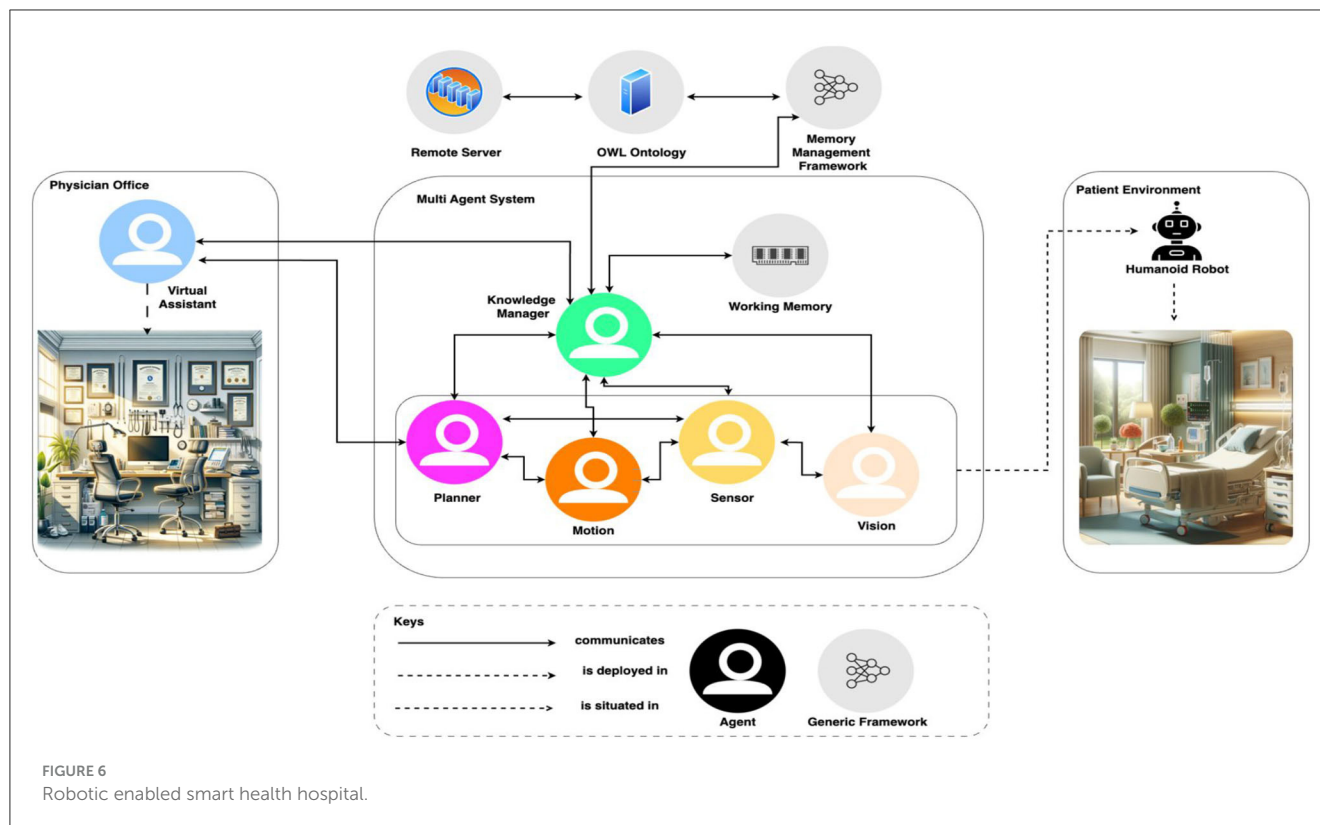 Remote Server
OWL Ontology
Memory
Management
Framework
Physician Office
Virtual
Assistant
Multi Agent System
Knowledge
Manager
Working Memory
Planner
Motion
Sensor
Vision
Patient Environment
Humanoid Robot
Keys
communicates
is deployed in
is situated in
Agent
Generic Framework
FIGURE 6
Robotic enabled smart health hospital.